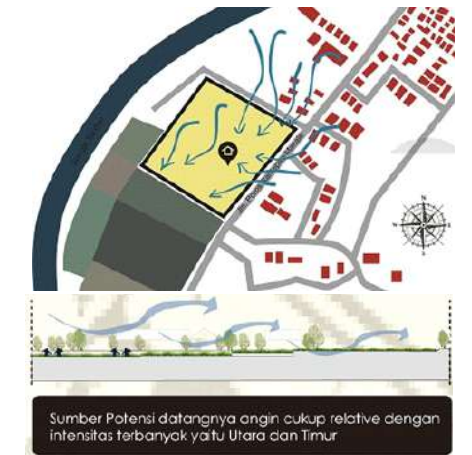 N
W
E
S
Sumber Potensi datangnya angin cukup relative dengan
intensitas terbanyak yaitu Utara dan Timur